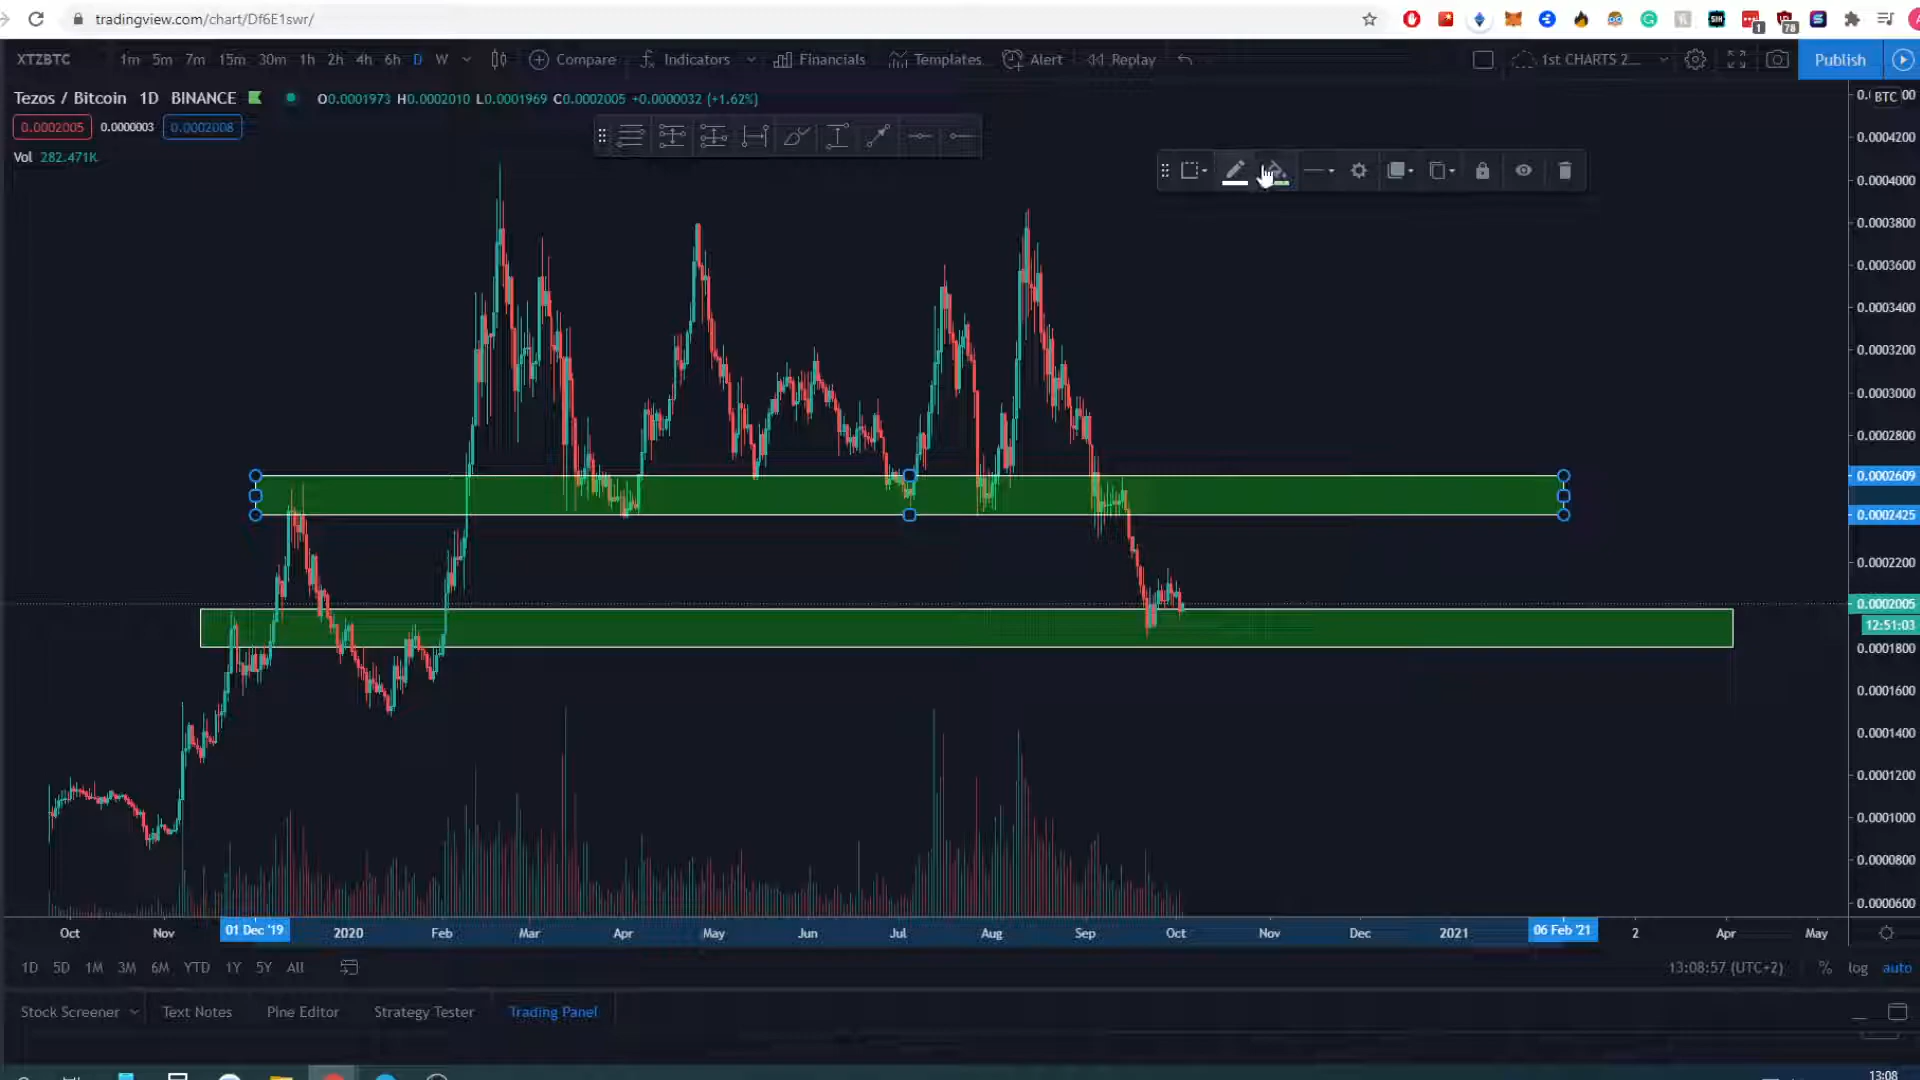 tradingview.com/chart/Df6E1swr/
1
78
XTZBTC 1m 5m 7m 15m 30m 1h 2h 4h 6h D W Compare Indicators Financials Templates Alert Replay 1st CHARTS 2... Publish
Tezos / Bitcoin 1D BINANCE O0.0001973 H0.0002010 L0.0001969 C0.0002005 +0.0000032 (+1.62%)
0.0002005 0.0000003 0.0002008
Vol 282.471K
BTC
0.0004200
0.0004000
0.0003800
0.0003600
0.0003400
0.0003200
0.0003000
0.0002800
0.0002609
0.0002425
0.0002200
0.0002005
12:51:03
0.0001800
0.0001600
0.0001400
0.0001200
0.0001000
0.0000800
0.0000600
Oct Nov 01 Dec '19 2020 Feb Mar Apr May Jun Jul Aug Sep Oct Nov Dec 2021 06 Feb '21 2 Apr May
1D 5D 1M 3M 6M YTD 1Y 5Y All 13:08:57 (UTC+2) % log auto
Stock Screener Text Notes Pine Editor Strategy Tester Trading Panel
13:08